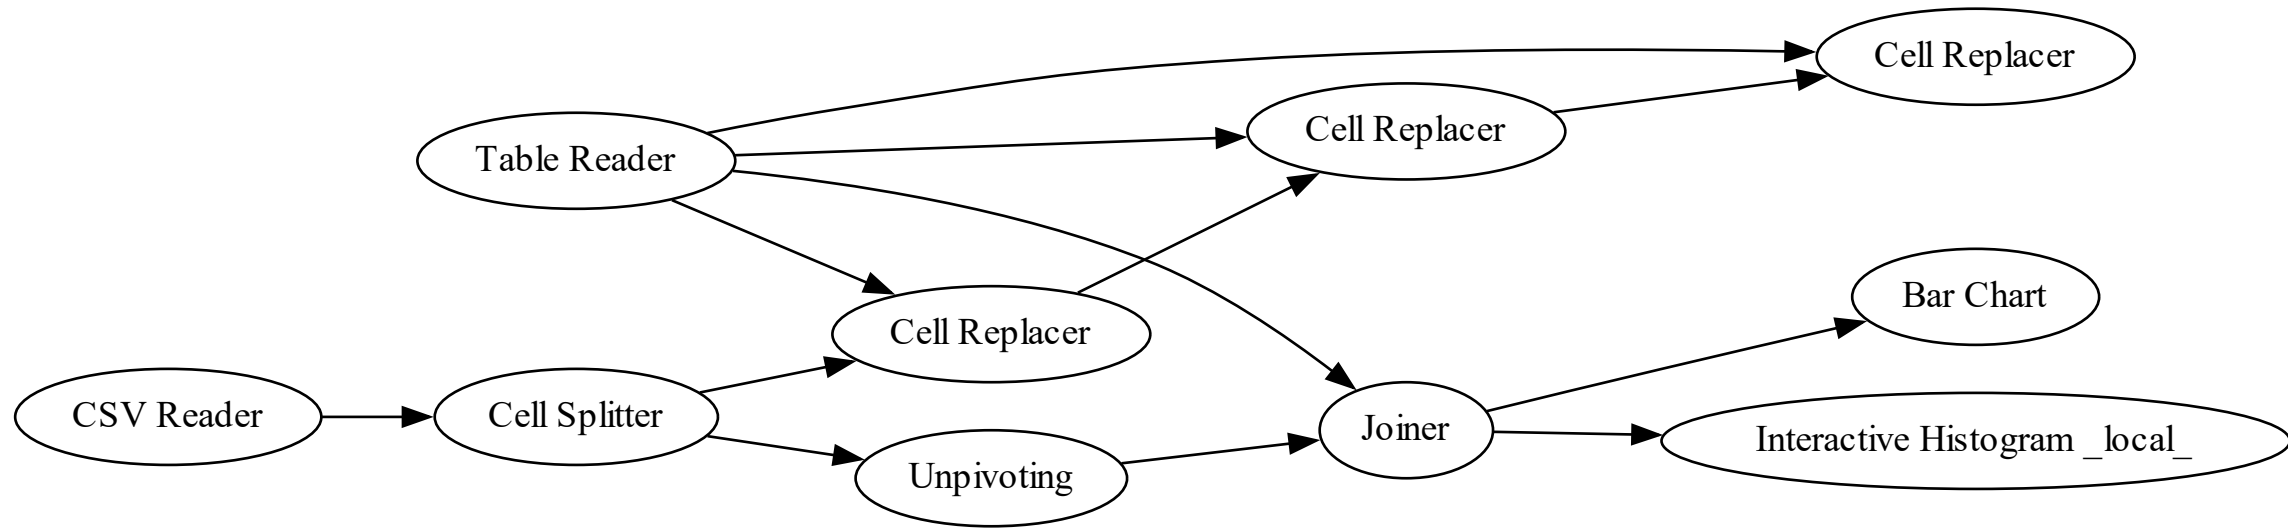 Cell Replacer
Cell Replacer
Table Reader
Bar Chart
Cell Replacer
CSV Reader
Cell Splitter
Joiner
Interactive Histogram _local_
Unpivoting